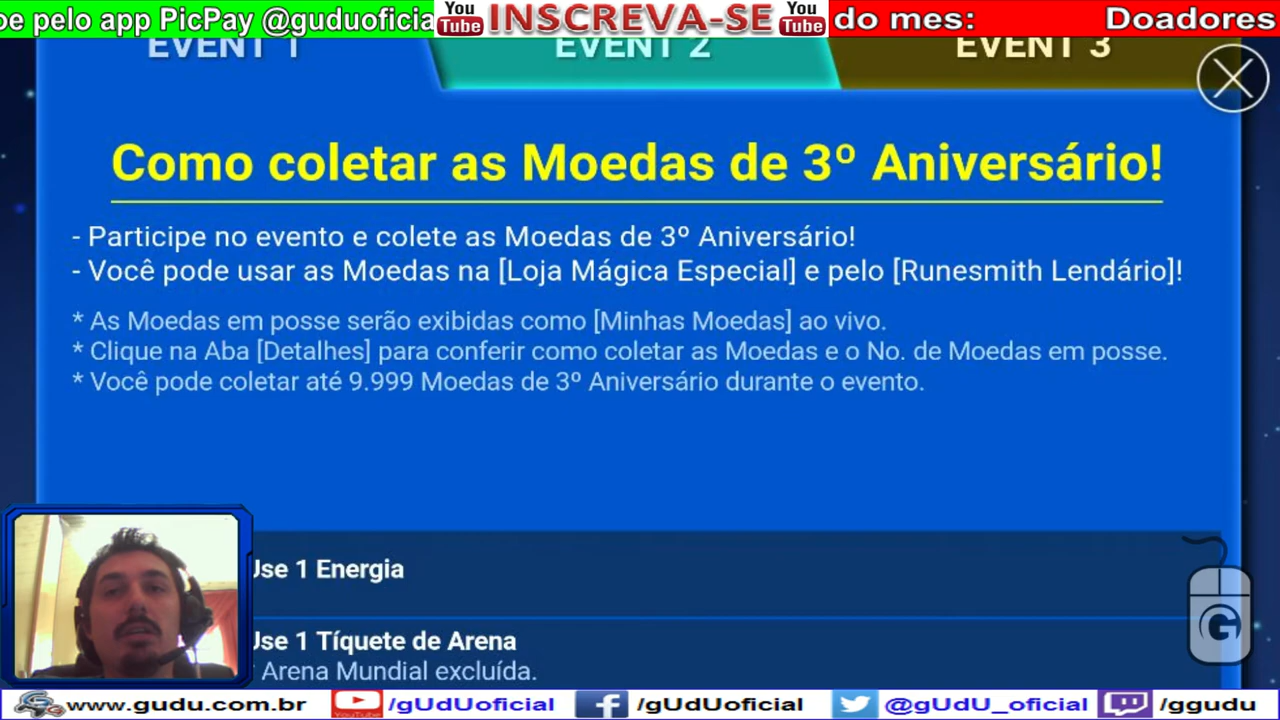 pe pelo app PicPay @guduoficia You Tube INSCREVA-SE You Tube do mes: Doadores
EVENT 1 EVENT 2 EVENT 3
Como coletar as Moedas de 3º Aniversário!
- Participe no evento e colete as Moedas de 3º Aniversário!
- Você pode usar as Moedas na [Loja Mágica Especial] e pelo [Runesmith Lendário]!
* As Moedas em posse serão exibidas como [Minhas Moedas] ao vivo.
* Clique na Aba [Detalhes] para conferir como coletar as Moedas e o No. de Moedas em posse.
* Você pode coletar até 9.999 Moedas de 3º Aniversário durante o evento.
Use 1 Energia
Use 1 Tíquete de Arena
* Arena Mundial excluída.
G
www.gudu.com.br YouTube /gUdUoficial /gUdUoficial @gUdU_oficial /ggudu